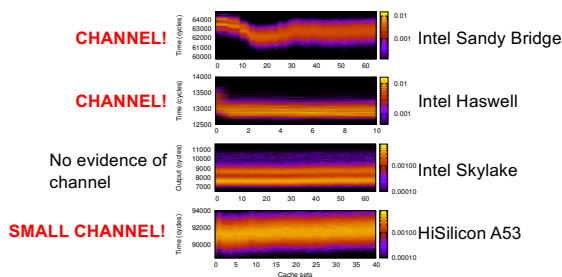 64000
63000
62000
61000
60000
Time (cycles)
0 10 20 30 40 50 60
0.01
0.001
CHANNEL!
Intel Sandy Bridge
14000
13500
13000
12500
Time (cycles)
0 2 4 6 8 10
0.01
0.001
CHANNEL!
Intel Haswell
11000
10000
9000
8000
7000
Output (cycles)
0 10 20 30 40 50 60
0.00100
0.00010
No evidence of
channel
Intel Skylake
94000
92000
90000
Time (cycles)
0 5 10 15 20 25 30 35 40
Cache sets
0.00100
0.00010
SMALL CHANNEL!
HiSilicon A53